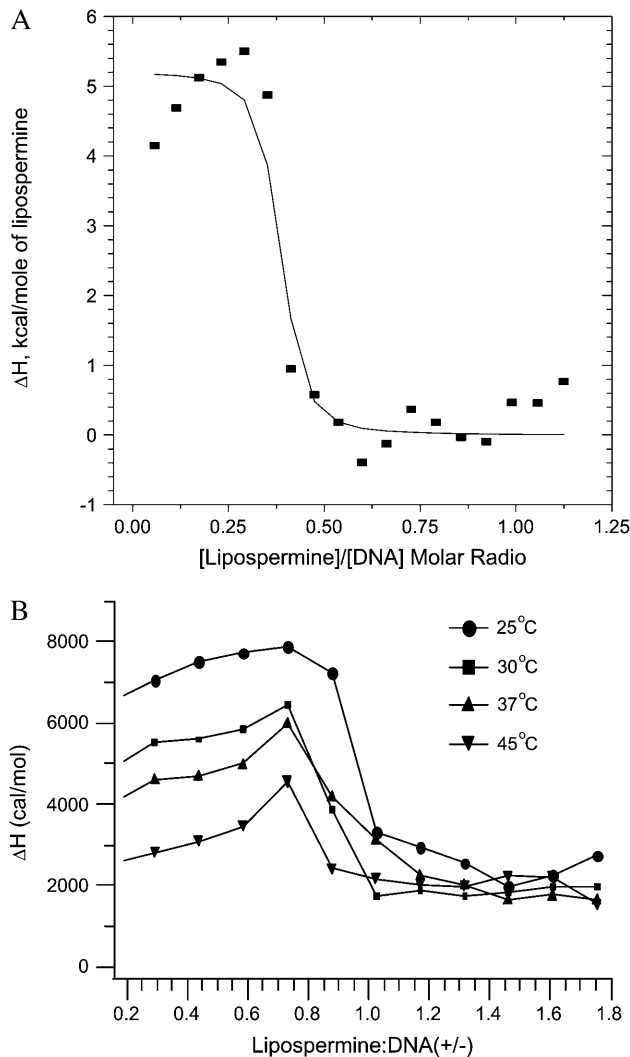 A
6
5
4
3
2
1
0
-1
ΔH, kcal/mole of lipospermine
0.00 0.25 0.50 0.75 1.00 1.25
[Lipospermine]/[DNA] Molar Radio
B
8000
6000
4000
2000
0
ΔH (cal/mol)
25°C
30°C
37°C
45°C
0.2 0.4 0.6 0.8 1.0 1.2 1.4 1.6 1.8
Lipospermine:DNA(+/-)